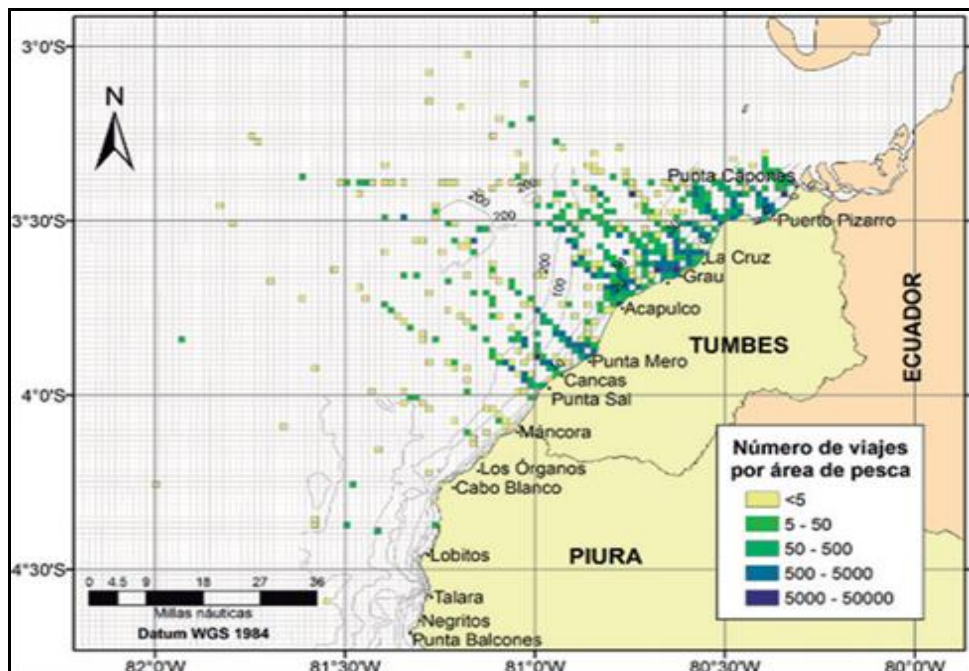 3°0'S
3°30'S
4°0'S
4°30'S
N
200
200
200
200
100
Punta Capones
Puerto Pizarro
La Cruz
Grau
Acapulco
TUMBES
ECUADOR
Punta Mero
Cancas
Punta Sal
Máncora
Los Órganos
Cabo Blanco
PIURA
Lobitos
Talara
Negritos
Punta Balcones
Número de viajes
por área de pesca
<5
5 - 50
50 - 500
500 - 5000
5000 - 50000
0 4.5 9 18 27 36
Millas náuticas
Datum WGS 1984
82°0'W 81°30'W 81°0'W 80°30'W 80°0'W